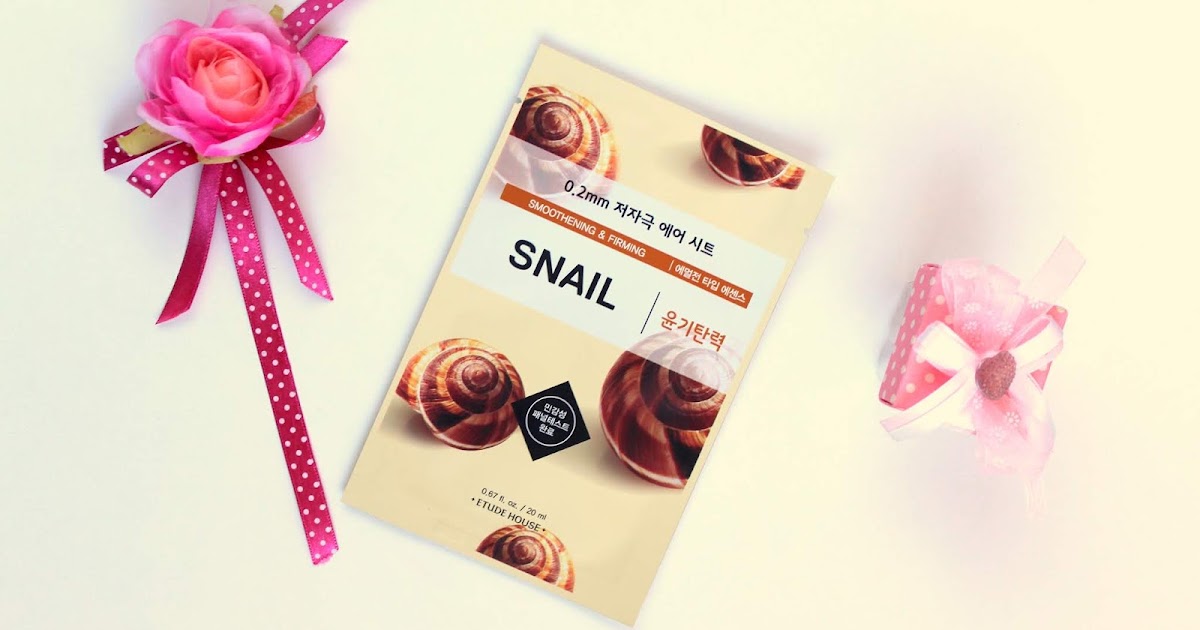 0.2mm 저자극 에어 시트
SMOOTHENING & FIRMING | 에멀전 타입 에센스
SNAIL
윤기탄력
민감성
패널테스트
완료
0.67 fl. oz. / 20 ml
• ETUDE HOUSE •